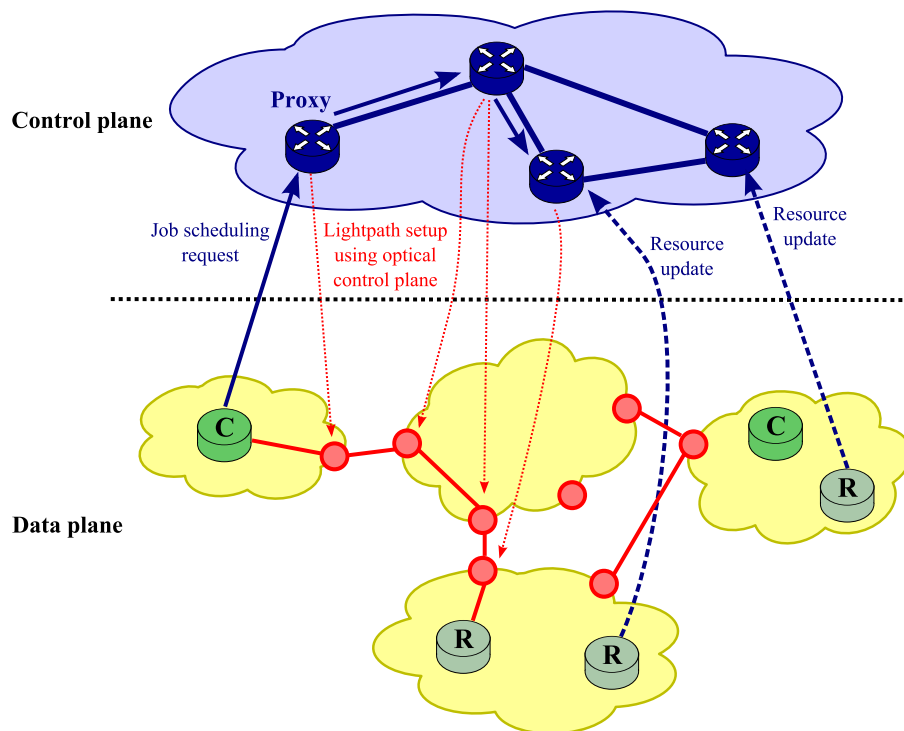 Proxy
Control plane
Job scheduling
request
Lightpath setup
using optical
control plane
Resource
update
Resource
update
C
C
R
Data plane
R
R